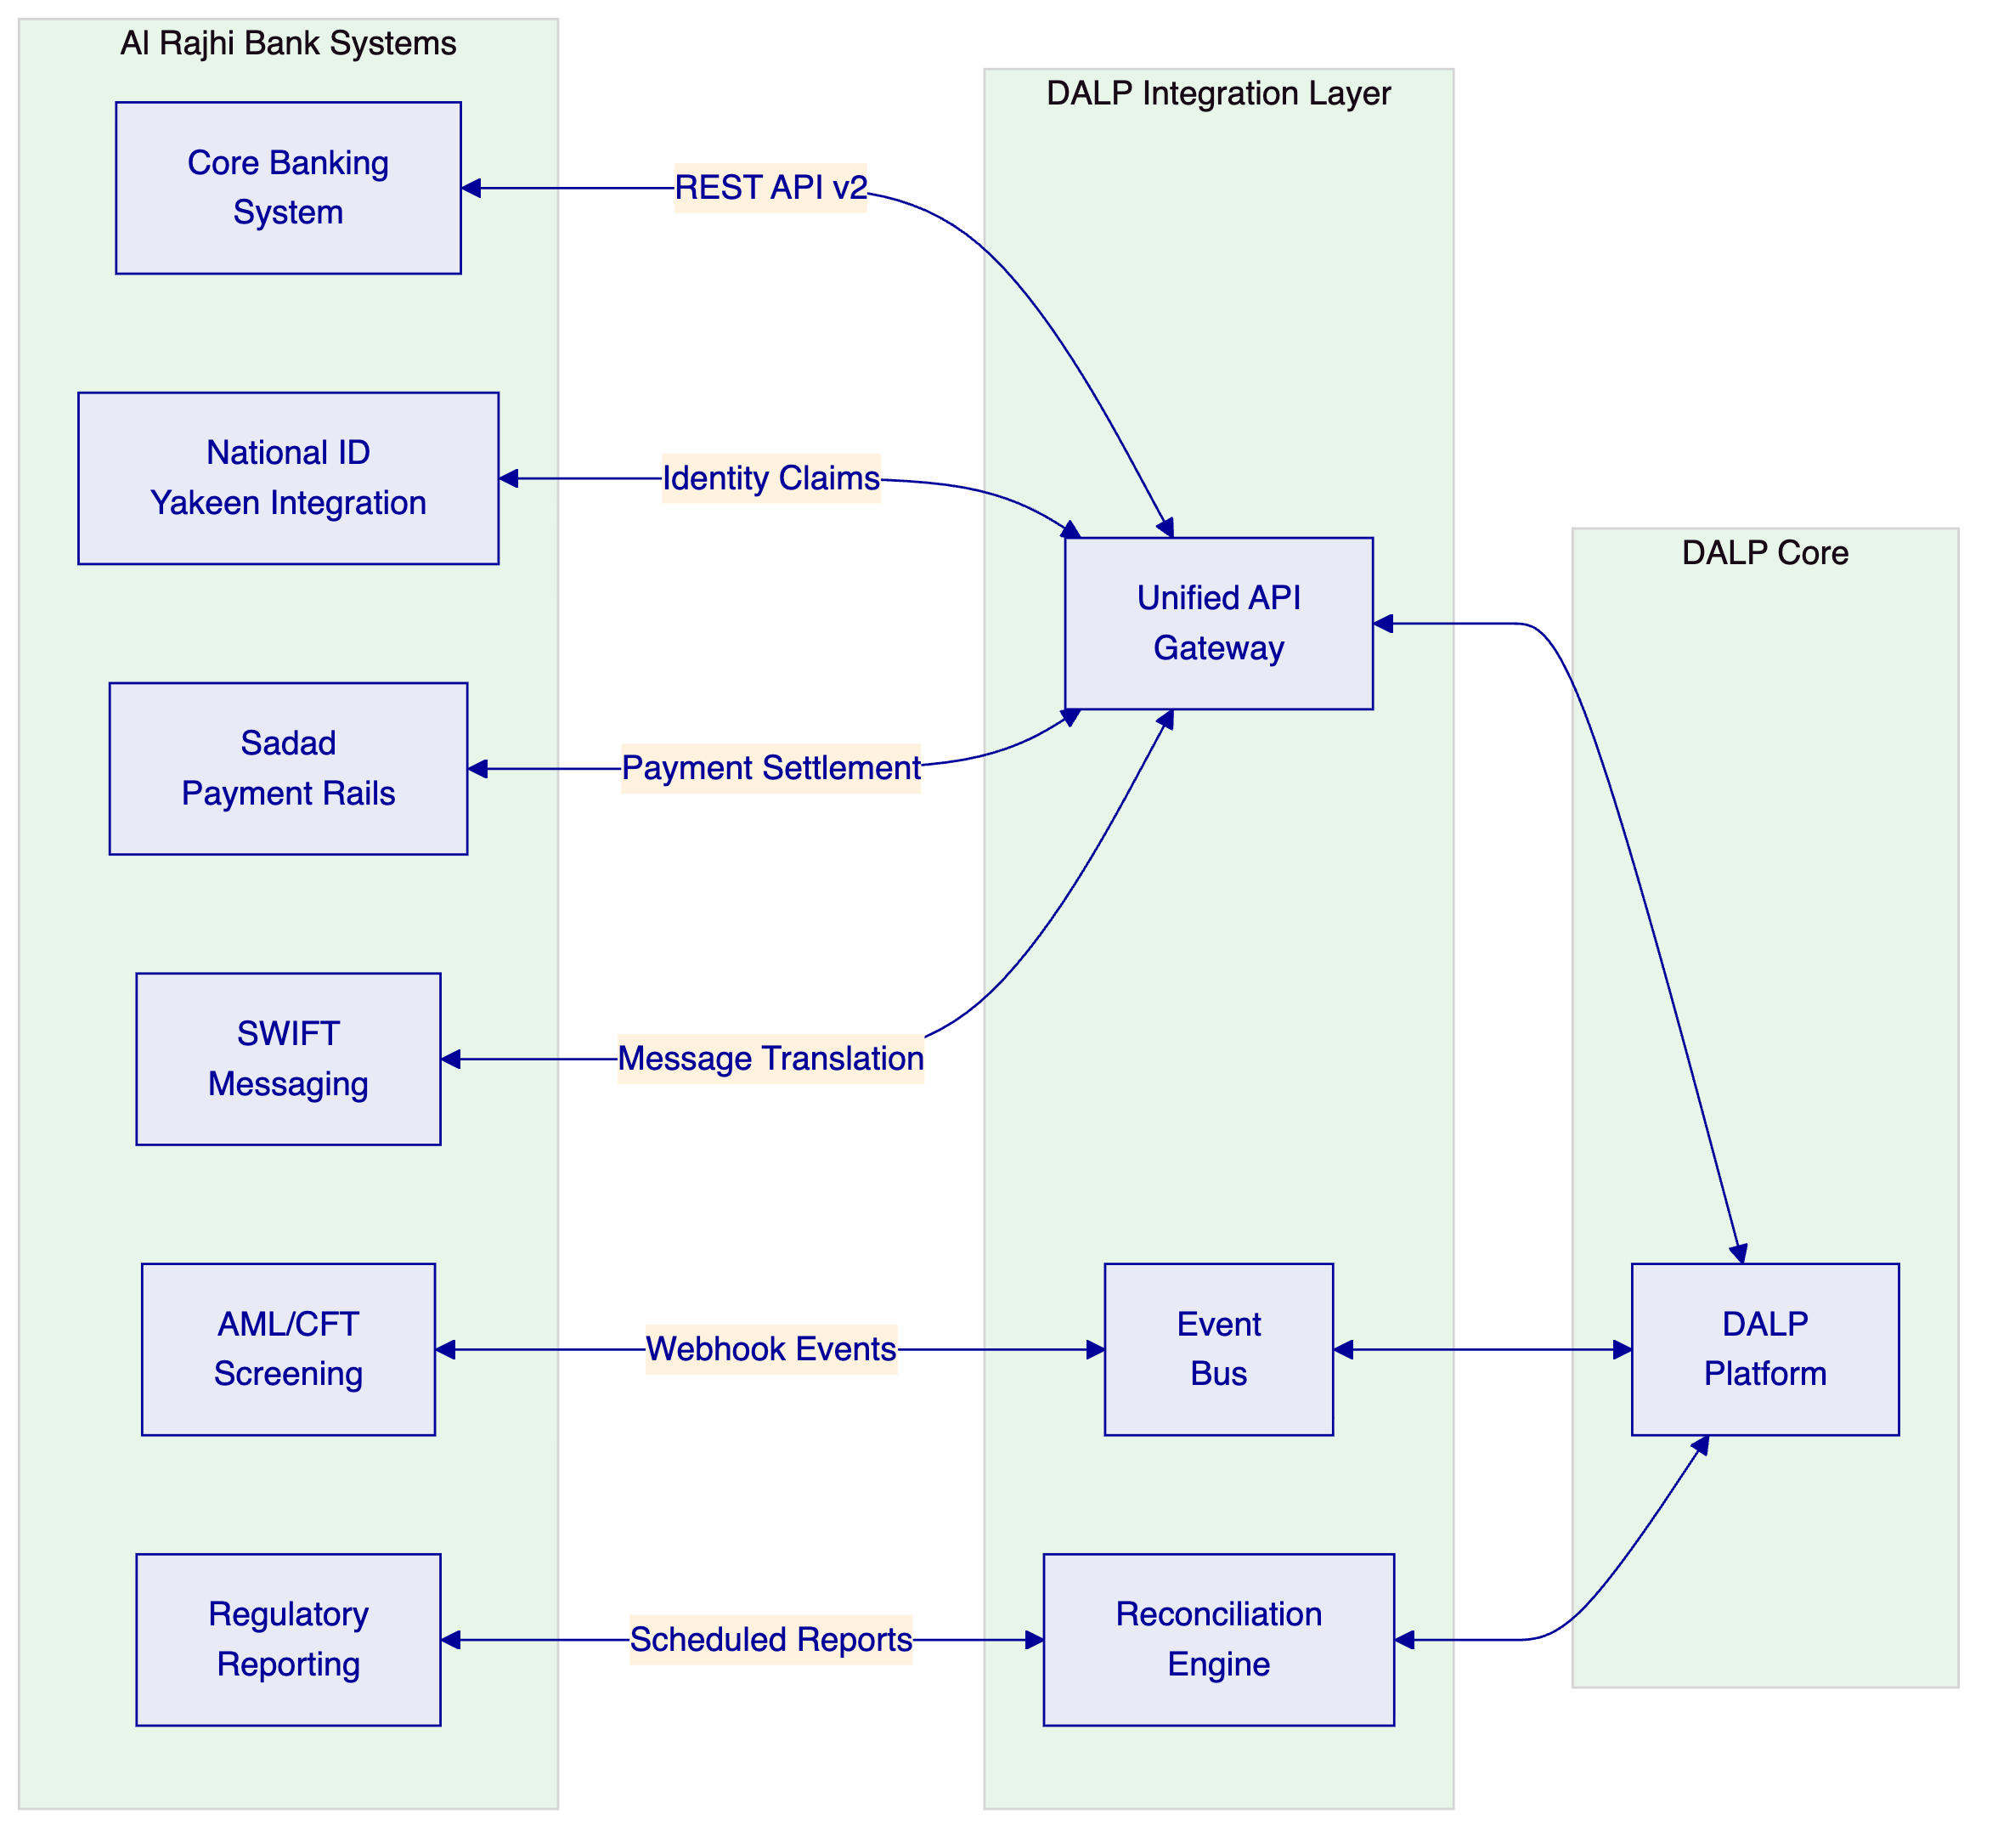 Al Rajhi Bank Systems
Core Banking
System
National ID
Yakeen Integration
Sadad
Payment Rails
SWIFT
Messaging
AML/CFT
Screening
Regulatory
Reporting
REST API v2
Identity Claims
Payment Settlement
Message Translation
Webhook Events
Scheduled Reports
DALP Integration Layer
Unified API
Gateway
Event
Bus
Reconciliation
Engine
DALP Core
DALP
Platform